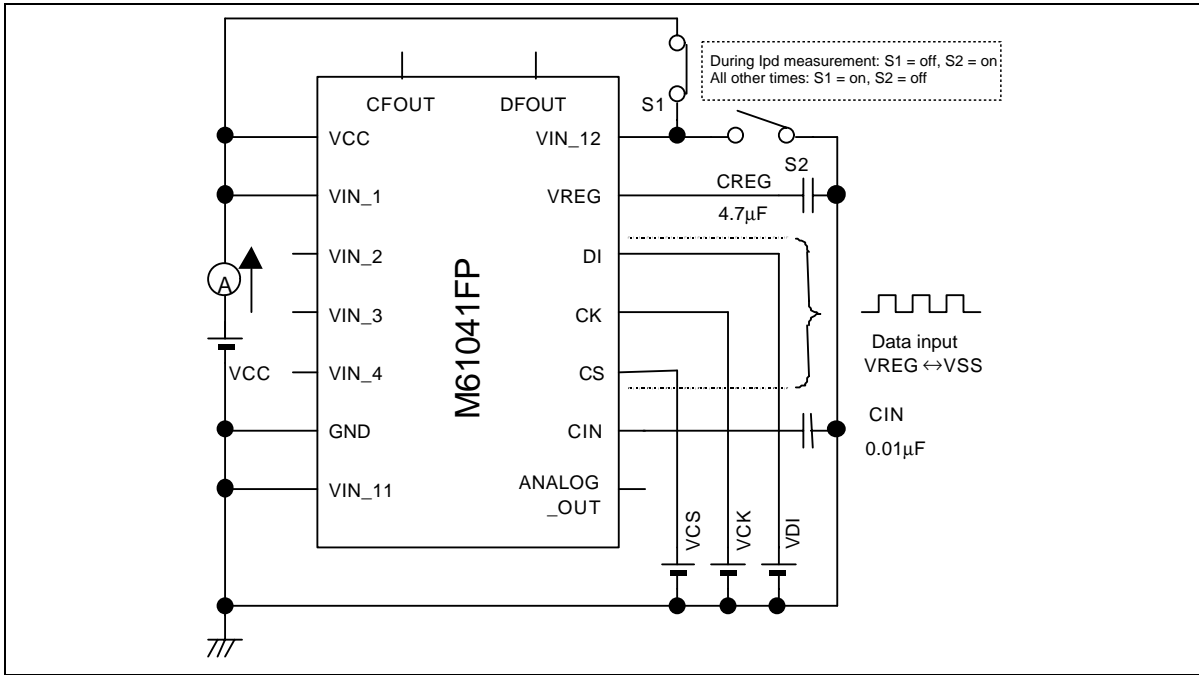 During Ipd measurement: S1 = off, S2 = on
All other times: S1 = on, S2 = off
S1
S2
CFOUT
DFOUT
VCC
VIN_1
VIN_2
VIN_3
VIN_4
GND
VIN_11
M61041FP
VIN_12
VREG
DI
CK
CS
CIN
ANALOG
_OUT
A
VCC
CREG
4.7μF
Data input
VREG ↔VSS
CIN
0.01μF
VCS
VCK
VDI